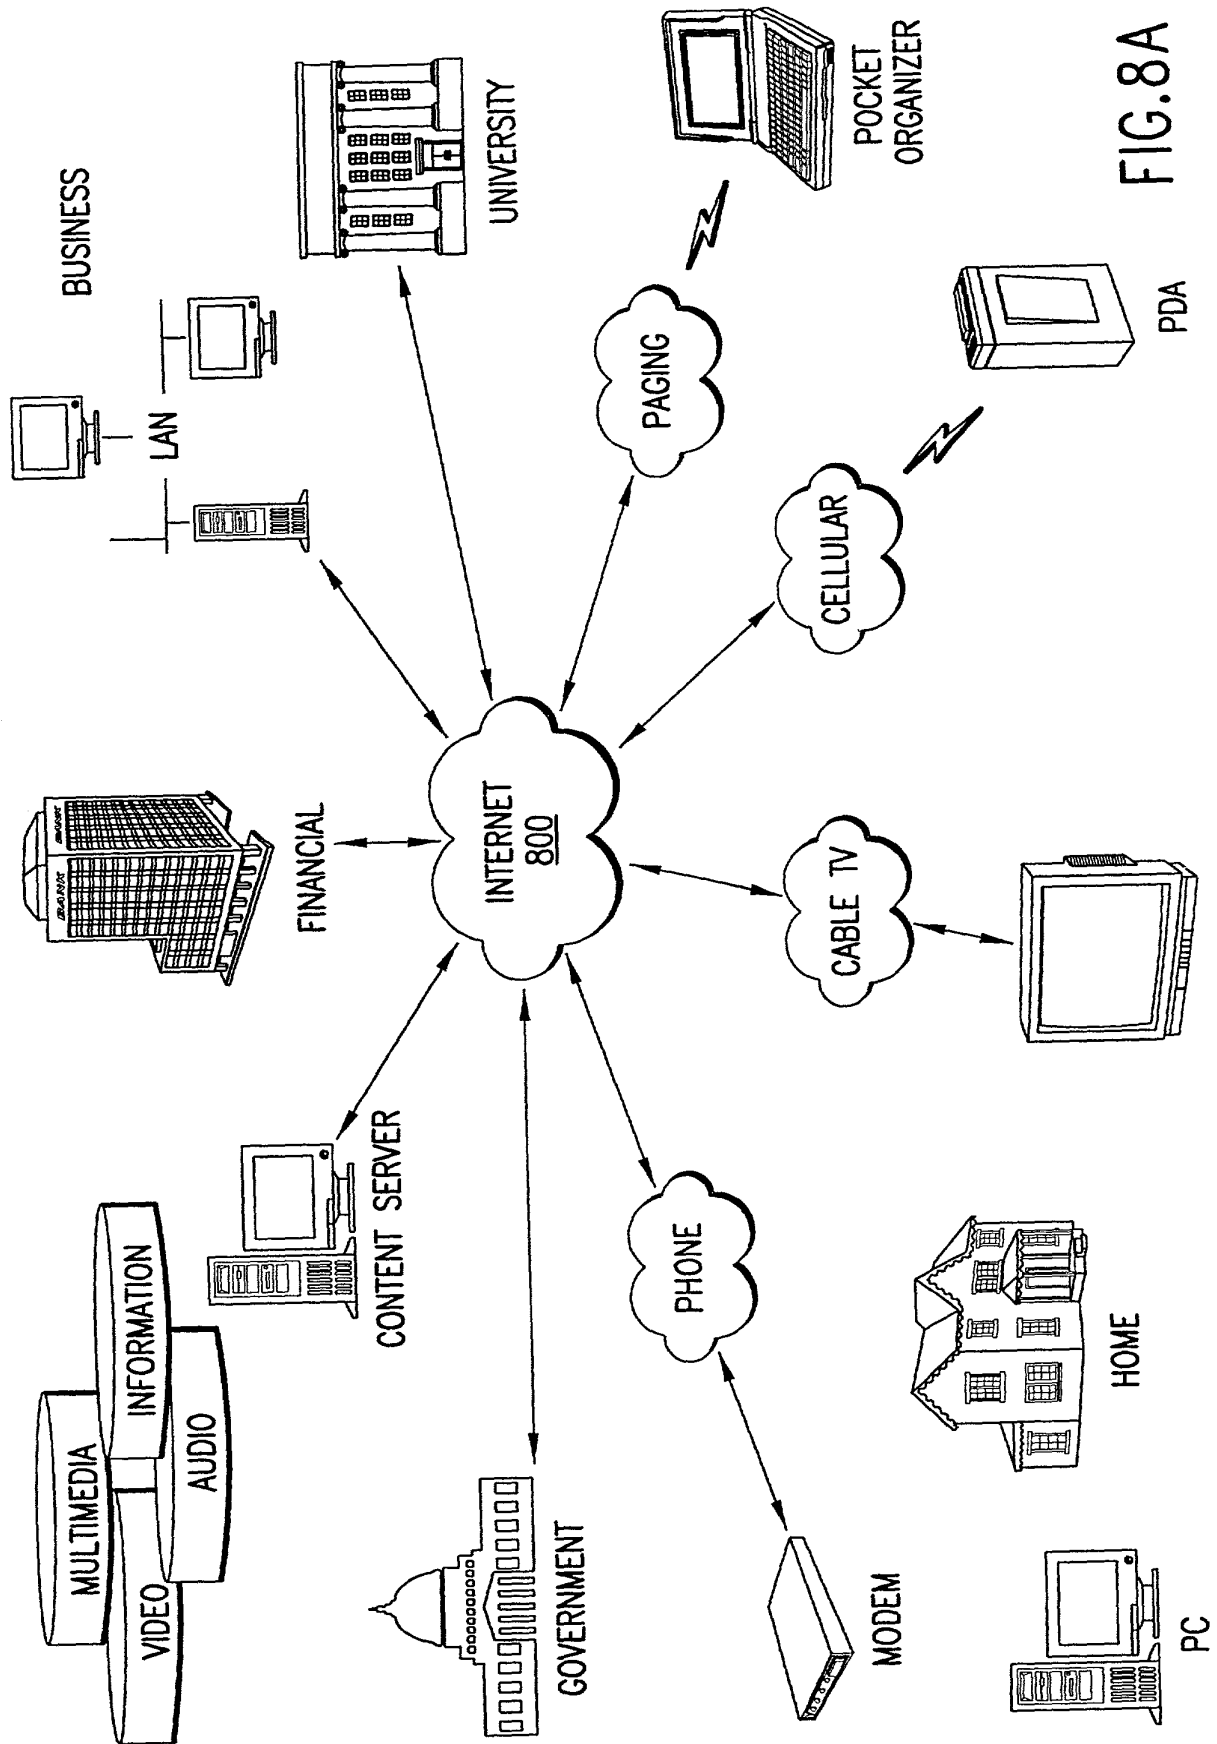 MULTIMEDIA
VIDEO
INFORMATION
AUDIO
CONTENT SERVER
FINANCIAL
LAN
BUSINESS
UNIVERSITY
GOVERNMENT
INTERNET
800
PHONE
CABLE TV
CELLULAR
PAGING
POCKET
ORGANIZER
MODEM
PC
HOME
PDA
FIG.8A